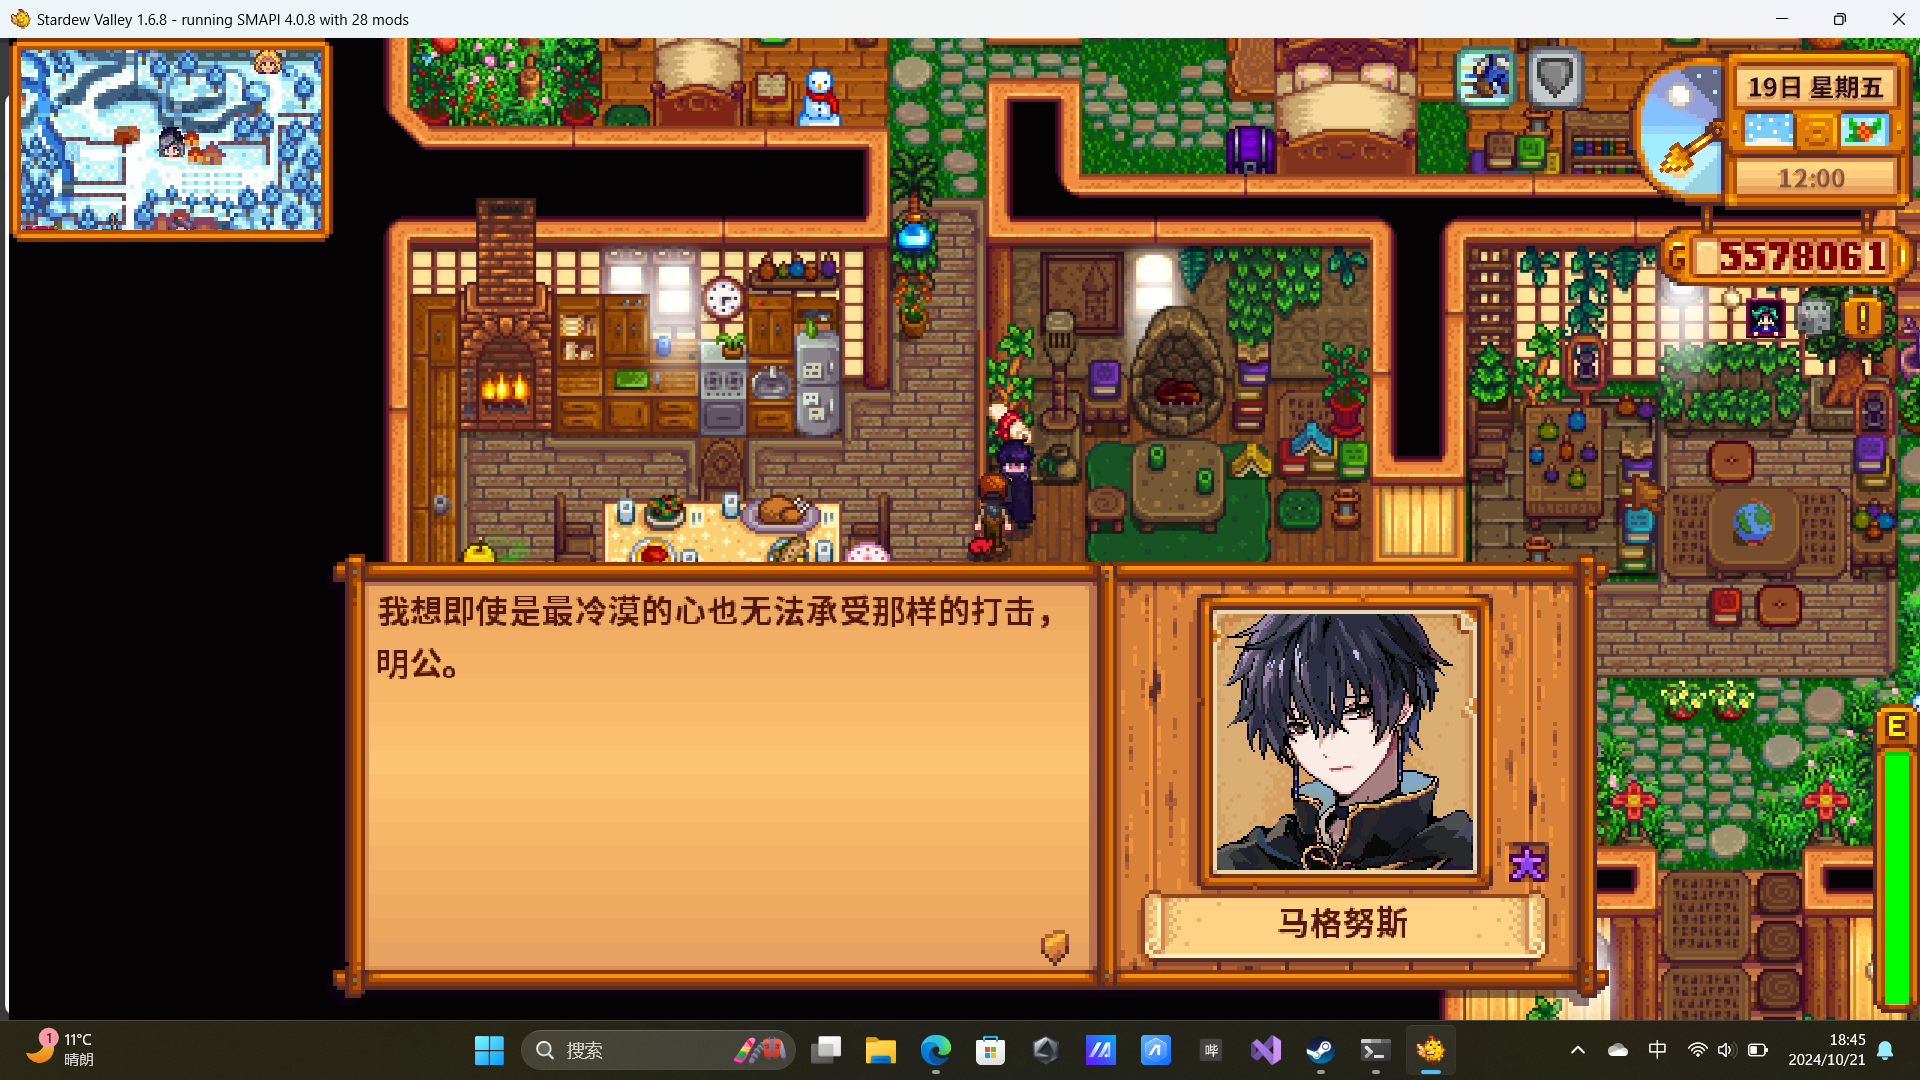 Stardew Valley 1.6.8 - running SMAPI 4.0.8 with 28 mods
19日 星期五
12:00
G 5578061
我想即使是最冷漠的心也无法承受那样的打击，
明公。
马格努斯
E
1
11°C
晴朗
搜索
哔
中
18:45
2024/10/21